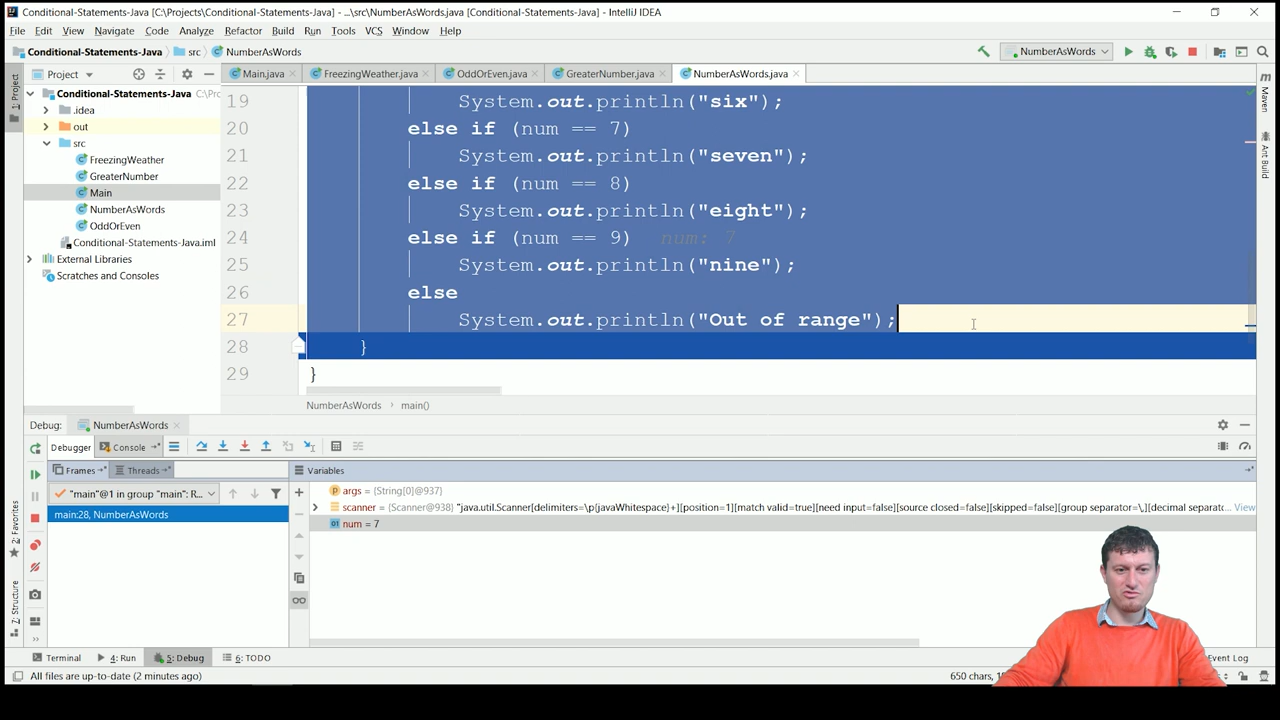 Conditional-Statements-Java [C:\Projects\Conditional-Statements-Java] - ...\src\NumberAsWords.java [Conditional-Statements-Java] - IntelliJ IDEA
File Edit View Navigate Code Analyze Refactor Build Run Tools VCS Window Help
Conditional-Statements-Java src NumberAsWords NumberAsWords
1: Project Project Main.java FreezingWeather.java OddOrEven.java GreaterNumber.java NumberAsWords.java Maven
Conditional-Statements-Java C:\Pro
.idea
out
src
FreezingWeather
GreaterNumber
Main
NumberAsWords
OddOrEven
Conditional-Statements-Java.iml
External Libraries
Scratches and Consoles
Ant Build
19 System.out.println("six");
20 else if (num == 7)
21 System.out.println("seven");
22 else if (num == 8)
23 System.out.println("eight");
24 else if (num == 9) num: 7
25 System.out.println("nine");
26 else
27 System.out.println("Out of range");
28 }
29 }
NumberAsWords › main()
Debug: NumberAsWords
Debugger Console
Frames Threads Variables
"main"@1 in group "main": R...
main:28, NumberAsWords
args = {String[0]@937}
scanner = {Scanner@938} "java.util.Scanner[delimiters=\p{javaWhitespace}+][position=1][match valid=true][need input=false][source closed=false][skipped=false][group separator=\,][decimal separat... View
num = 7
2: Favorites
7: Structure
Terminal 4: Run 5: Debug 6: TODO Event Log
All files are up-to-date (2 minutes ago) 650 chars,